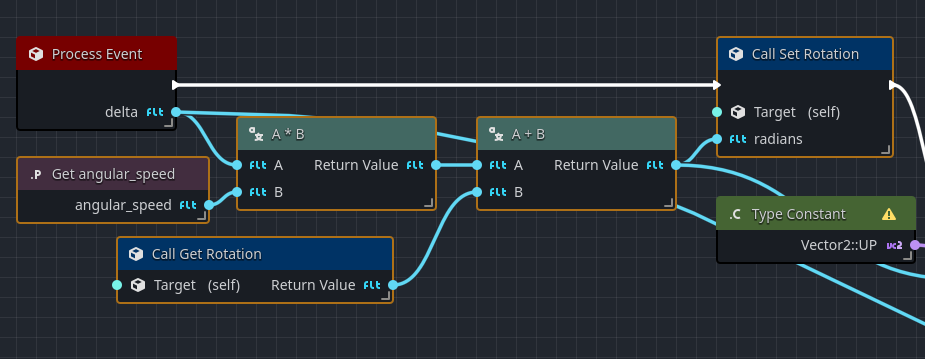 Process Event
delta flt
Call Set Rotation
Target (self)
flt radians
A * B
flt A Return Value flt
flt B
A + B
flt A Return Value flt
flt B
.P Get angular_speed
angular_speed flt
.C Type Constant
Vector2::UP vc2
Call Get Rotation
Target (self) Return Value flt